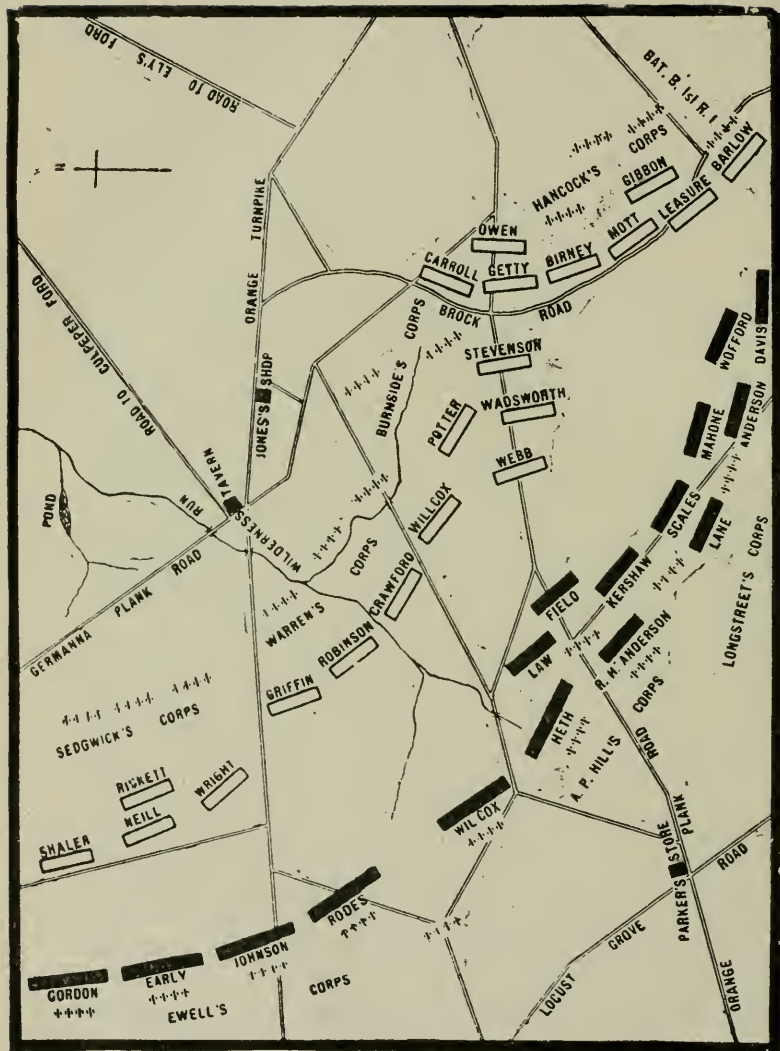 ROAD TO ELY'S FORD
BAT. B. 1st R. I
N
ORANGE TURNPIKE
HANCOCK'S CORPS
GIBBON
BARLOW
LEASURE
MOTT
BIRNEY
OWEN
GETTY
CARROLL
BROCK ROAD
ROAD TO CULPEPER FORD
JONES'S SHOP
BURNSIDE'S CORPS
STEVENSON
WADSWORTH
POTTER
WEBB
WOFFORD
DAVIS
MAHONE
ANDERSON
SCALES
LANE
KERSHAW
FIELD
LAW
R. H. ANDERSON
LONGSTREET'S CORPS
POND
WILDERNESS TAVERN
WILDERNESS RUN
GERMANNA PLANK ROAD
WILLCOX
CRAWFORD
WARREN'S CORPS
ROBINSON
GRIFFIN
SEDGWICK'S CORPS
RICKETT
WRIGHT
NEILL
SHALER
HETH
A. P. HILL'S CORPS
WILCOX
RODES
JOHNSON
EARLY
GORDON
EWELL'S CORPS
PARKER'S STORE
ORANGE PLANK ROAD
LOCUST GROVE ROAD